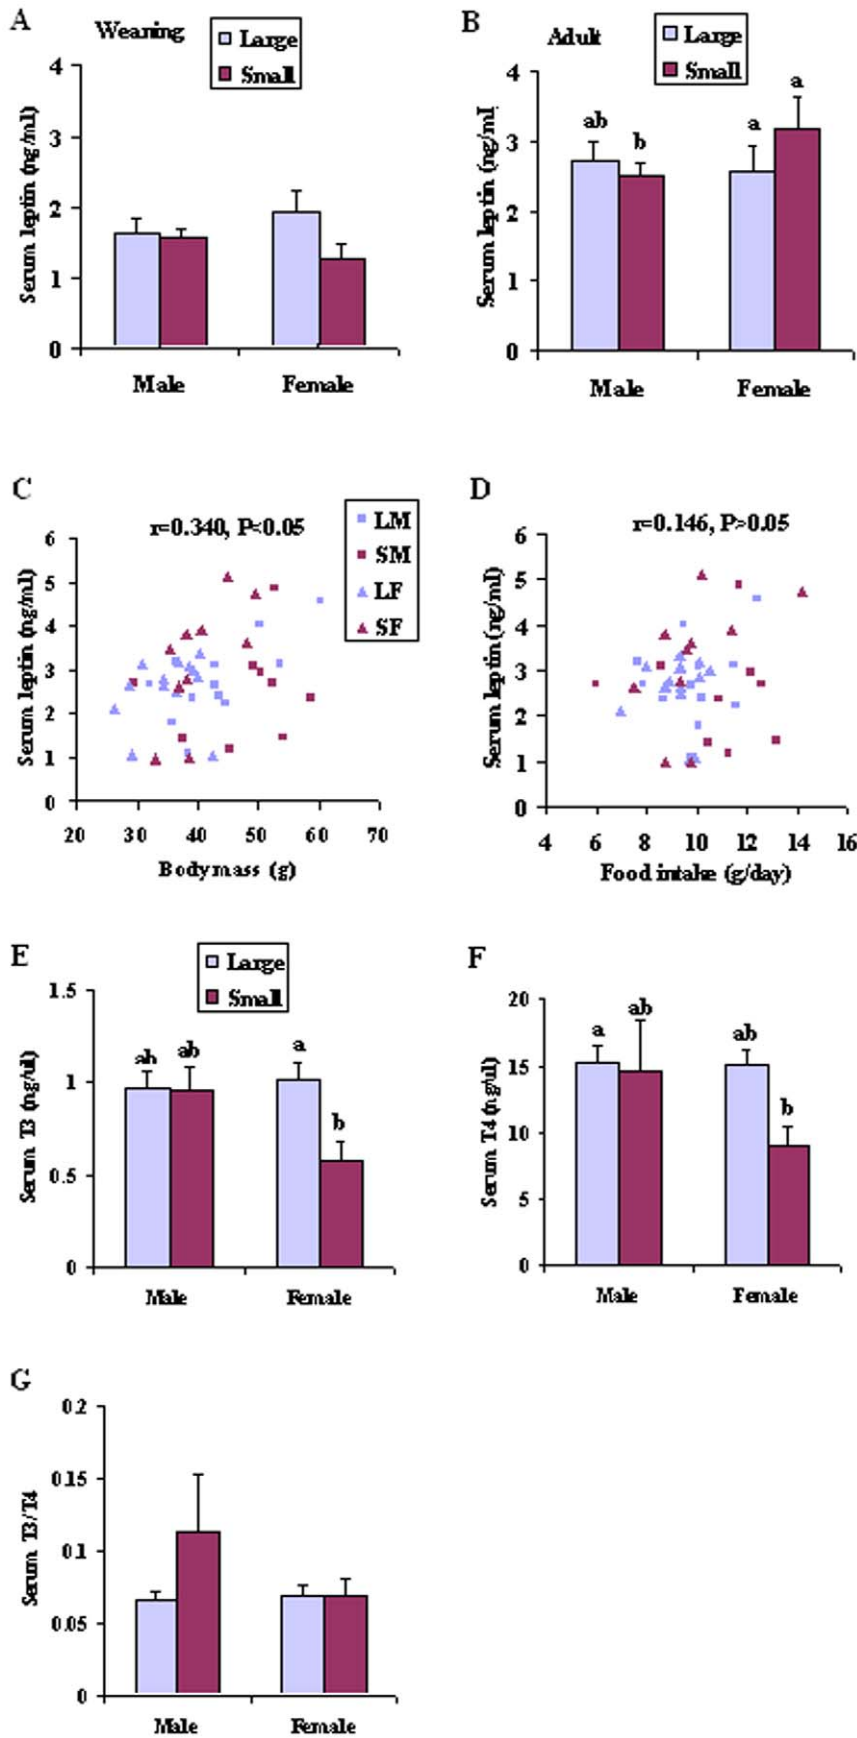 A
Weaning
Large
Small
Serum leptin (ng/ml)
4
3
2
1
0
Male
Female
B
Adult
Large
Small
Serum leptin (ng/ml
4
3
2
1
0
ab
b
a
a
Male
Female
C
r=0.340, P<0.05
LM
SM
LF
SF
Serum leptin (ng/ml)
6
5
4
3
2
1
0
20 30 40 50 60 70
Body mass (g)
D
r=0.146, P>0.05
Serum leptin (ng/ml)
6
5
4
3
2
1
0
4 6 8 10 12 14 16
Food intake (g/day)
E
Large
Small
Serum T3 (ng/ul)
1.5
1
0.5
0
ab
ab
a
b
Male
Female
F
Serum T4 (ng/ul)
20
15
10
5
0
a
ab
ab
b
Male
Female
G
Serum T3/T4
0.2
0.15
0.1
0.05
0
Male
Female